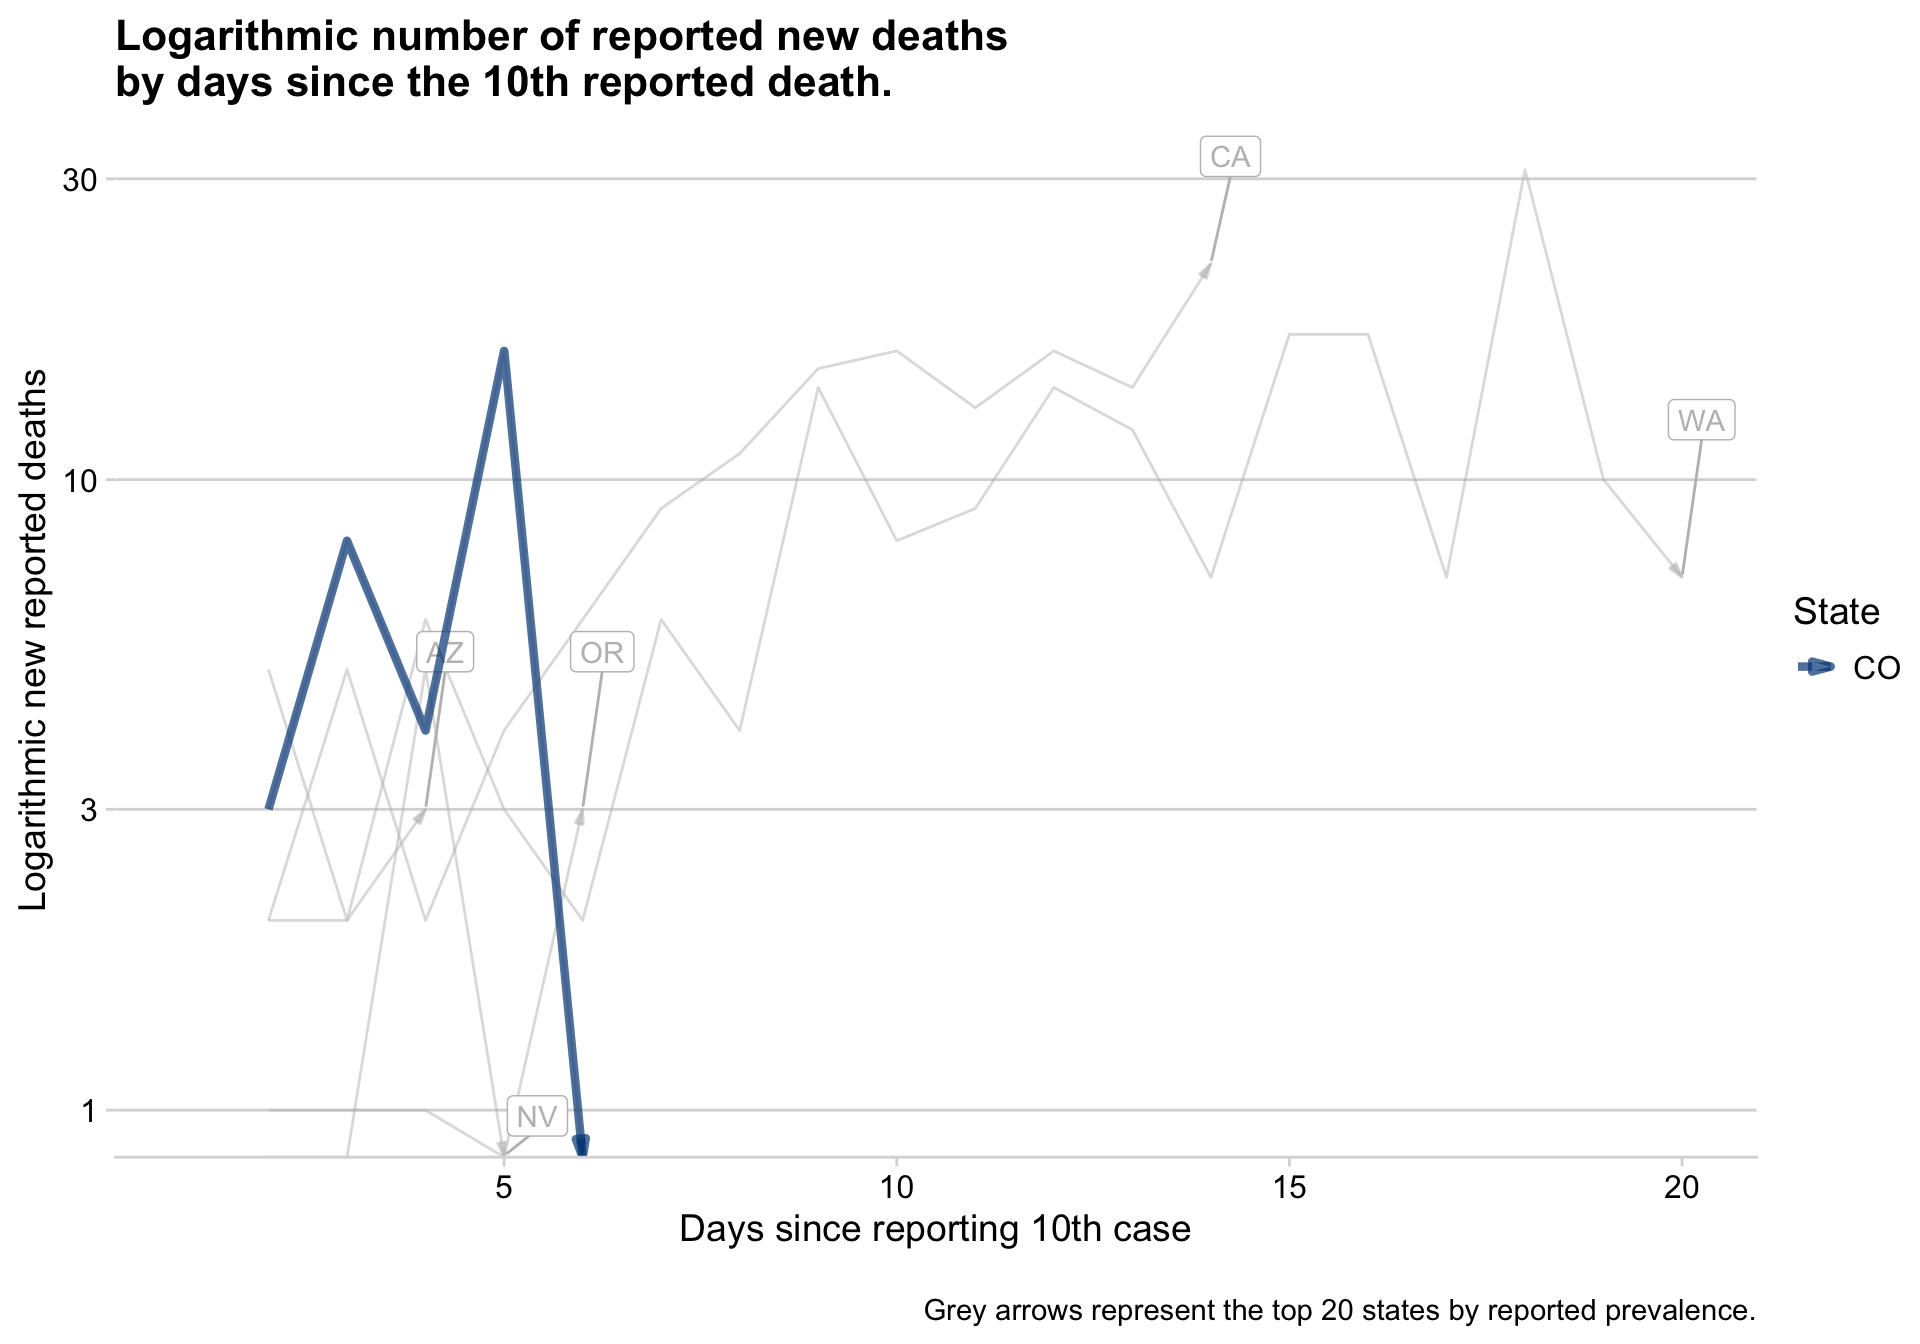 Logarithmic number of reported new deaths
by days since the 10th reported death.
CA
30
WA
10
State
CO
AZ
OR
3
NV
1
Logarithmic new reported deaths
5
10
15
20
Days since reporting 10th case
Grey arrows represent the top 20 states by reported prevalence.